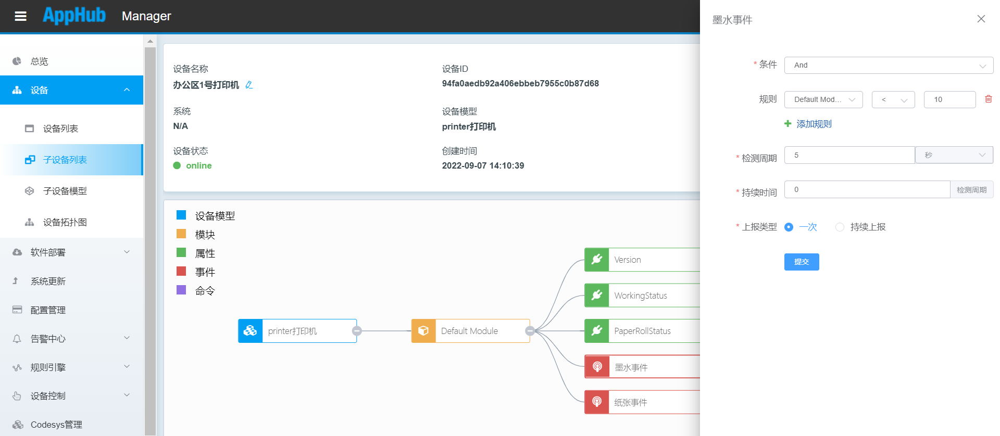 AppHub Manager
总览
设备
设备列表
子设备列表
子设备模型
设备拓扑图
软件部署
系统更新
配置管理
告警中心
规则引擎
设备控制
Codesys管理
设备名称
办公区1号打印机
设备ID
94fa0aedb92a406ebbeb7955c0b87d68
系统
N/A
设备模型
printer打印机
设备状态
online
创建时间
2022-09-07 14:10:39
设备模型
模块
属性
事件
命令
printer打印机
Default Module
Version
WorkingStatus
PaperRollStatus
墨水事件
纸张事件
墨水事件
* 条件 And
规则 Default Mod... < 10
添加规则
* 检测周期 5 秒
* 持续时间 0 检测周期
* 上报类型 一次 持续上报
提交